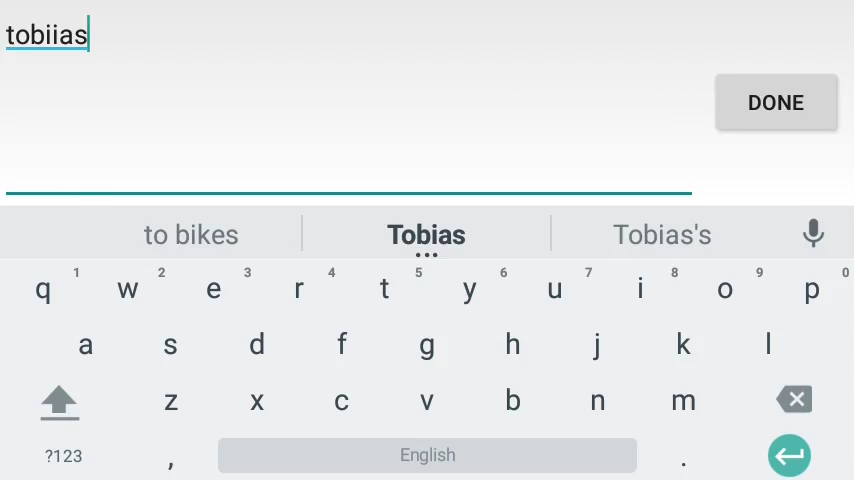 tobiias
DONE
to bikes Tobias Tobias's
q 1 w 2 e 3 r 4 t 5 y 6 u 7 i 8 o 9 p 0
a s d f g h j k l
z x c v b n m
?123 , English .